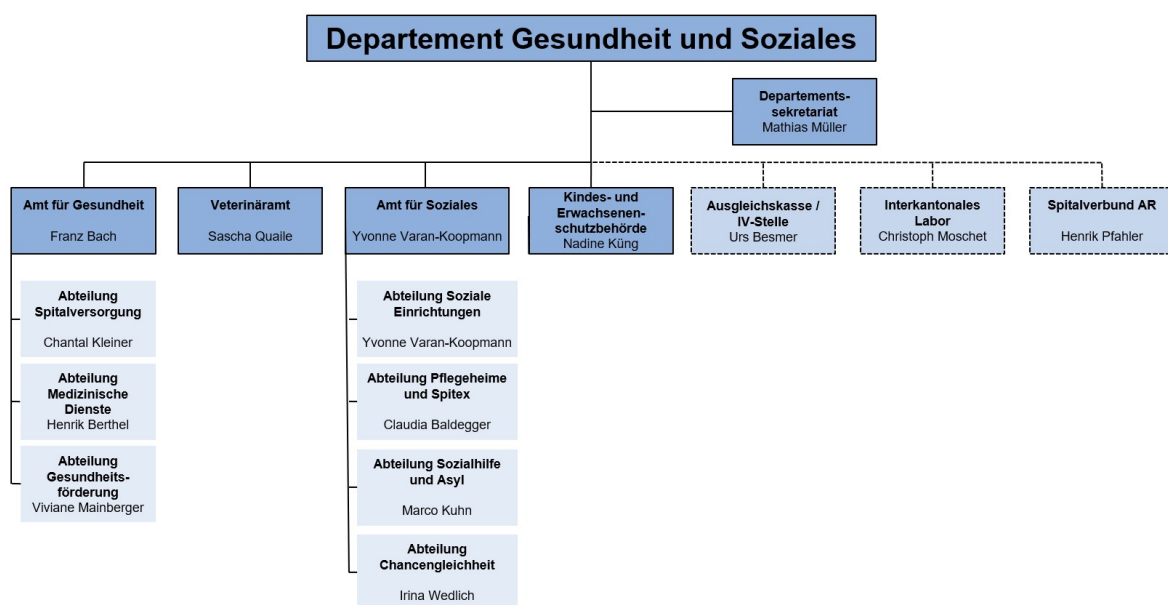 Departement Gesundheit und Soziales
Departements-
sekretariat
Mathias Müller
Amt für Gesundheit
Franz Bach
Veterinäramt
Sascha Quaile
Amt für Soziales
Yvonne Varan-Koopmann
Kindes- und
Erwachsenen-
schutzbehörde
Nadine Küng
Ausgleichskasse /
IV-Stelle
Urs Besmer
Interkantonales
Labor
Christoph Moschet
Spitalverbund AR
Henrik Pfahler
Abteilung
Spitalversorgung
Chantal Kleiner
Abteilung
Medizinische
Dienste
Henrik Berthel
Abteilung
Gesundheits-
förderung
Viviane Mainberger
Abteilung Soziale
Einrichtungen
Yvonne Varan-Koopmann
Abteilung Pflegeheime
und Spitex
Claudia Baldegger
Abteilung Sozialhilfe
und Asyl
Marco Kuhn
Abteilung
Chancengleichheit
Irina Wedlich